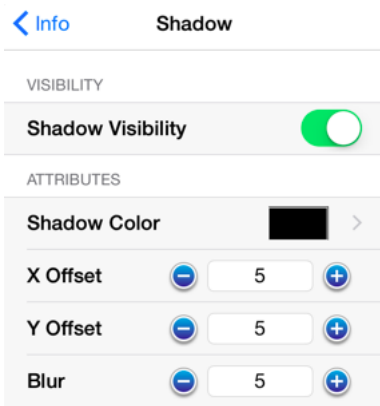 Info Shadow
VISIBILITY
Shadow Visibility
ATTRIBUTES
Shadow Color
X Offset 5
Y Offset 5
Blur 5